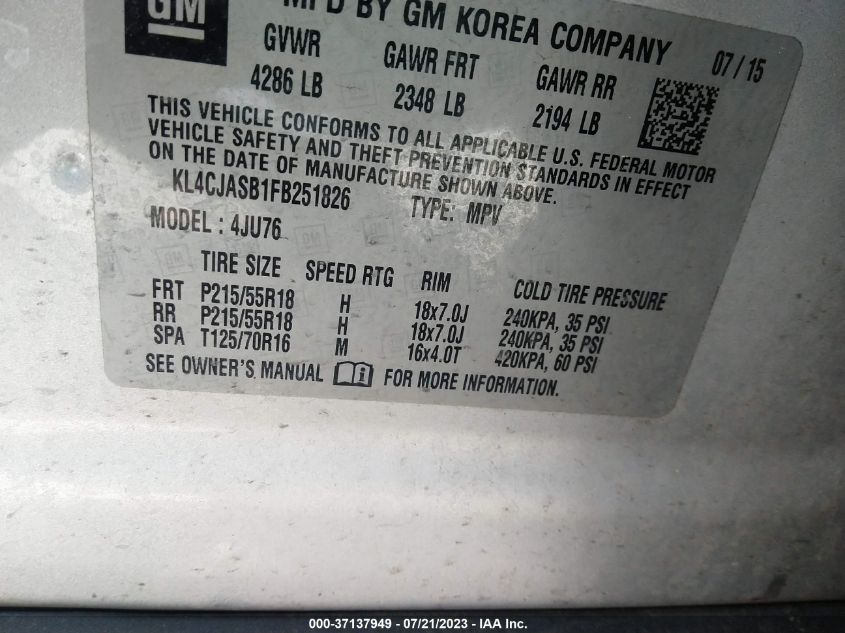 GM
MFD BY GM KOREA COMPANY
GVWR GAWR FRT GAWR RR 07/15
4286 LB 2348 LB 2194 LB
THIS VEHICLE CONFORMS TO ALL APPLICABLE U.S. FEDERAL MOTOR
VEHICLE SAFETY AND THEFT PREVENTION STANDARDS IN EFFECT
ON THE DATE OF MANUFACTURE SHOWN ABOVE.
KL4CJASB1FB251826 TYPE: MPV
MODEL : 4JU76
TIRE SIZE SPEED RTG RIM COLD TIRE PRESSURE
FRT P215/55R18 H 18x7.0J 240KPA, 35 PSI
RR P215/55R18 H 18x7.0J 240KPA, 35 PSI
SPA T125/70R16 M 16x4.0T 420KPA, 60 PSI
SEE OWNER'S MANUAL FOR MORE INFORMATION.
000-37137949 - 07/21/2023 - IAA Inc.